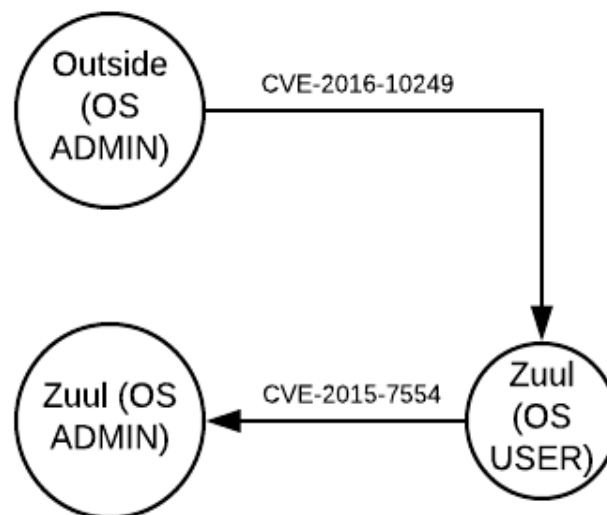 Outside
(OS
ADMIN)
CVE-2016-10249
Zuul (OS
ADMIN)
CVE-2015-7554
Zuul
(OS
USER)